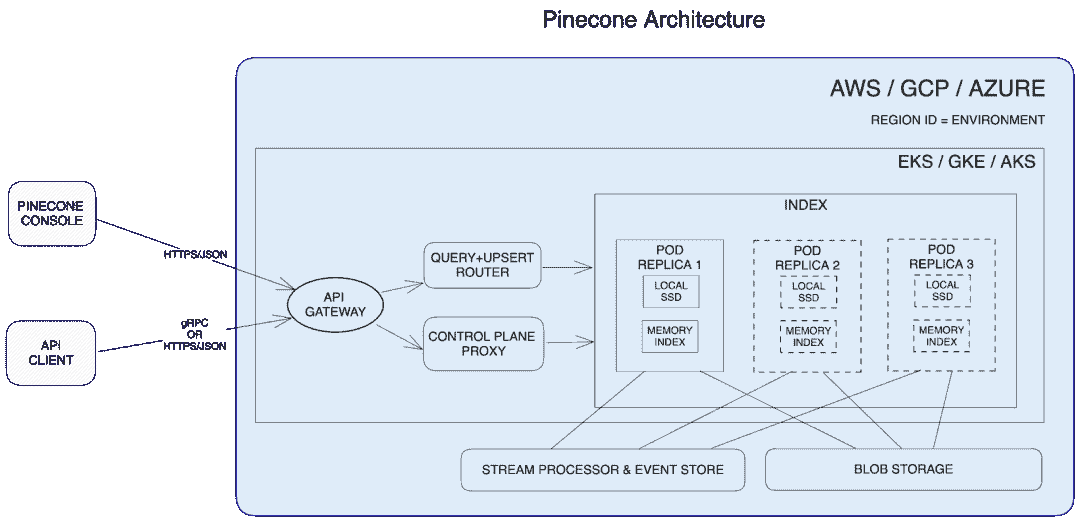 Pinecone Architecture
AWS / GCP / AZURE
REGION ID = ENVIRONMENT
EKS / GKE / AKS
PINECONE
CONSOLE
HTTPS/JSON
API
CLIENT
gRPC
OR
HTTPS/JSON
API
GATEWAY
QUERY+UPSERT
ROUTER
CONTROL PLANE
PROXY
INDEX
POD
REPLICA 1
LOCAL
SSD
MEMORY
INDEX
POD
REPLICA 2
LOCAL
SSD
MEMORY
INDEX
POD
REPLICA 3
LOCAL
SSD
MEMORY
INDEX
STREAM PROCESSOR & EVENT STORE
BLOB STORAGE